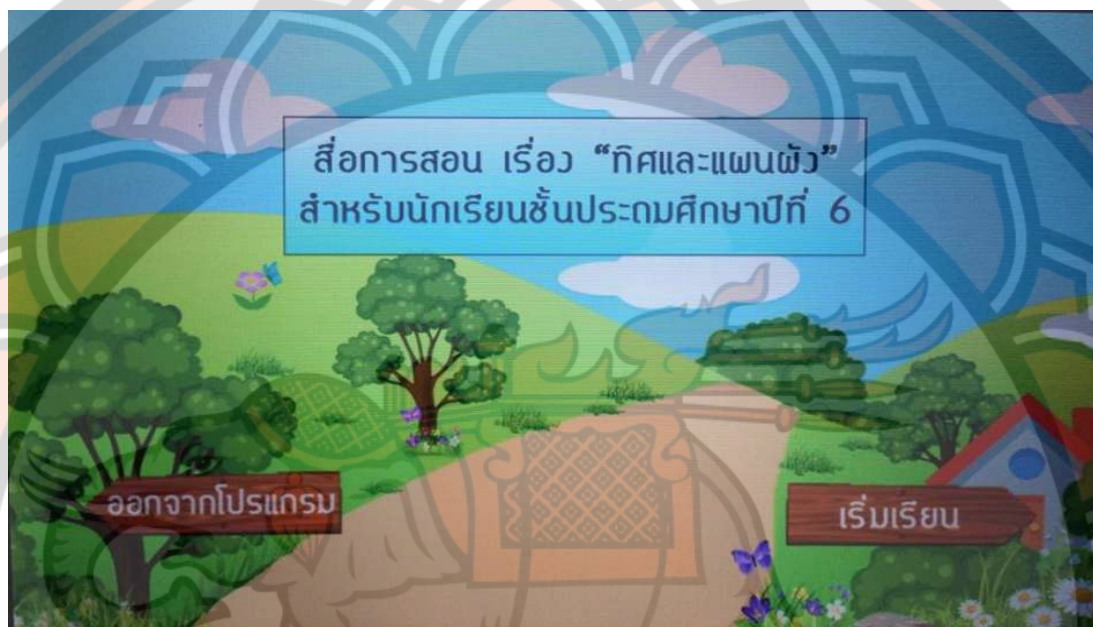 สื่อการสอน เรื่อง “ทิศและแผนผัง”
สำหรับนักเรียนชั้นประถมศึกษาปีที่ 6
ออกจากโปรแกรม
เริ่มเรียน